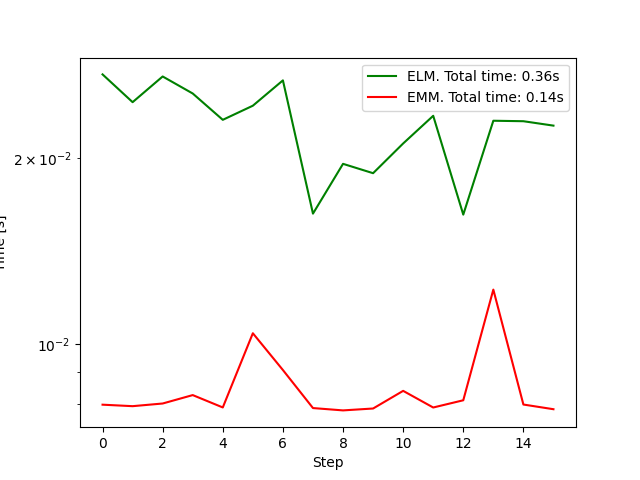 ELM. Total time: 0.36s
EMM. Total time: 0.14s
2 × 10⁻²
10⁻²
0 2 4 6 8 10 12 14
Step